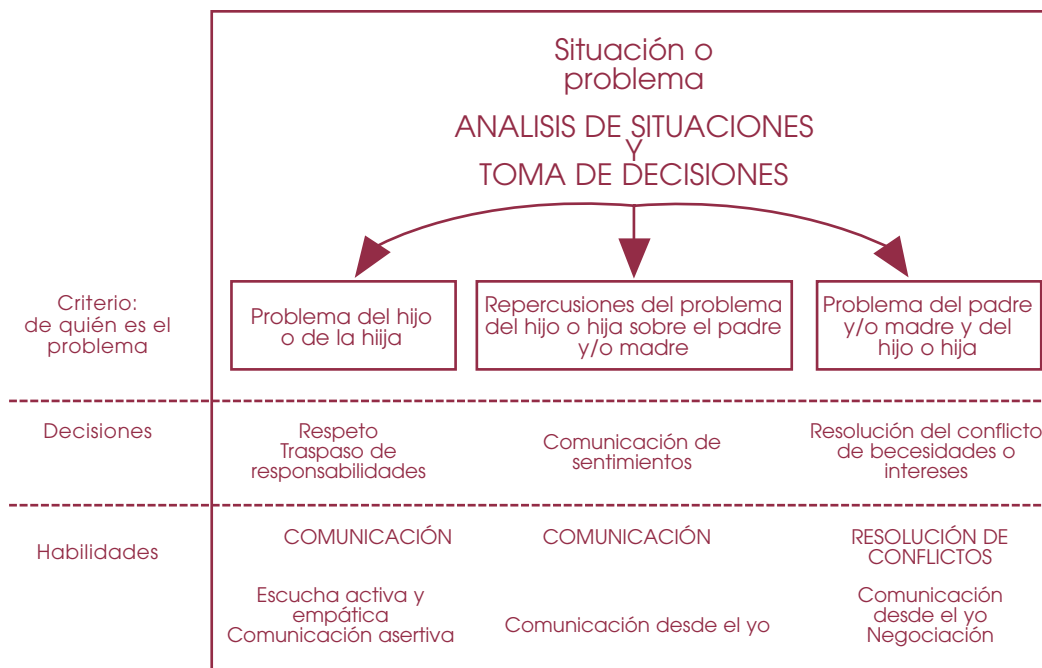 Situación o
problema
ANALISIS DE SITUACIONES
Y
TOMA DE DECISIONES
Criterio:
de quién es el
problema
Problema del hijo
o de la hiija
Repercusiones del problema
del hijo o hija sobre el padre
y/o madre
Problema del padre
y/o madre y del
hijo o hija
Decisiones
Respeto
Traspaso de
responsabilidades
Comunicación de
sentimientos
Resolución del conflicto
de becesidades o
intereses
Habilidades
COMUNICACIÓN
Escucha activa y
empática
Comunicación asertiva
COMUNICACIÓN
Comunicación desde el yo
RESOLUCIÓN DE
CONFLICTOS
Comunicación
desde el yo
Negociación